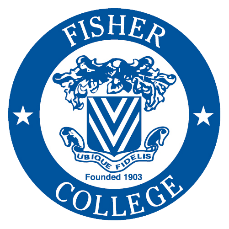 FISHER
UBIQUE FIDELIS
Founded 1903
COLLEGE